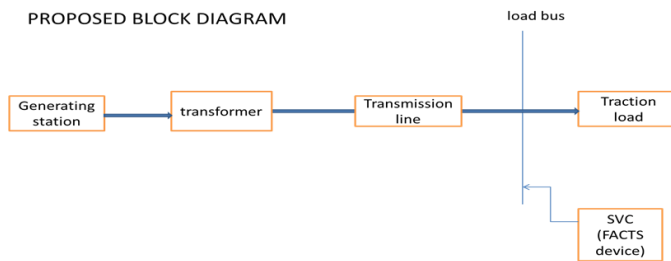 PROPOSED BLOCK DIAGRAM
load bus
Generating
station
transformer
Transmission
line
Traction
load
SVC
(FACTS
device)